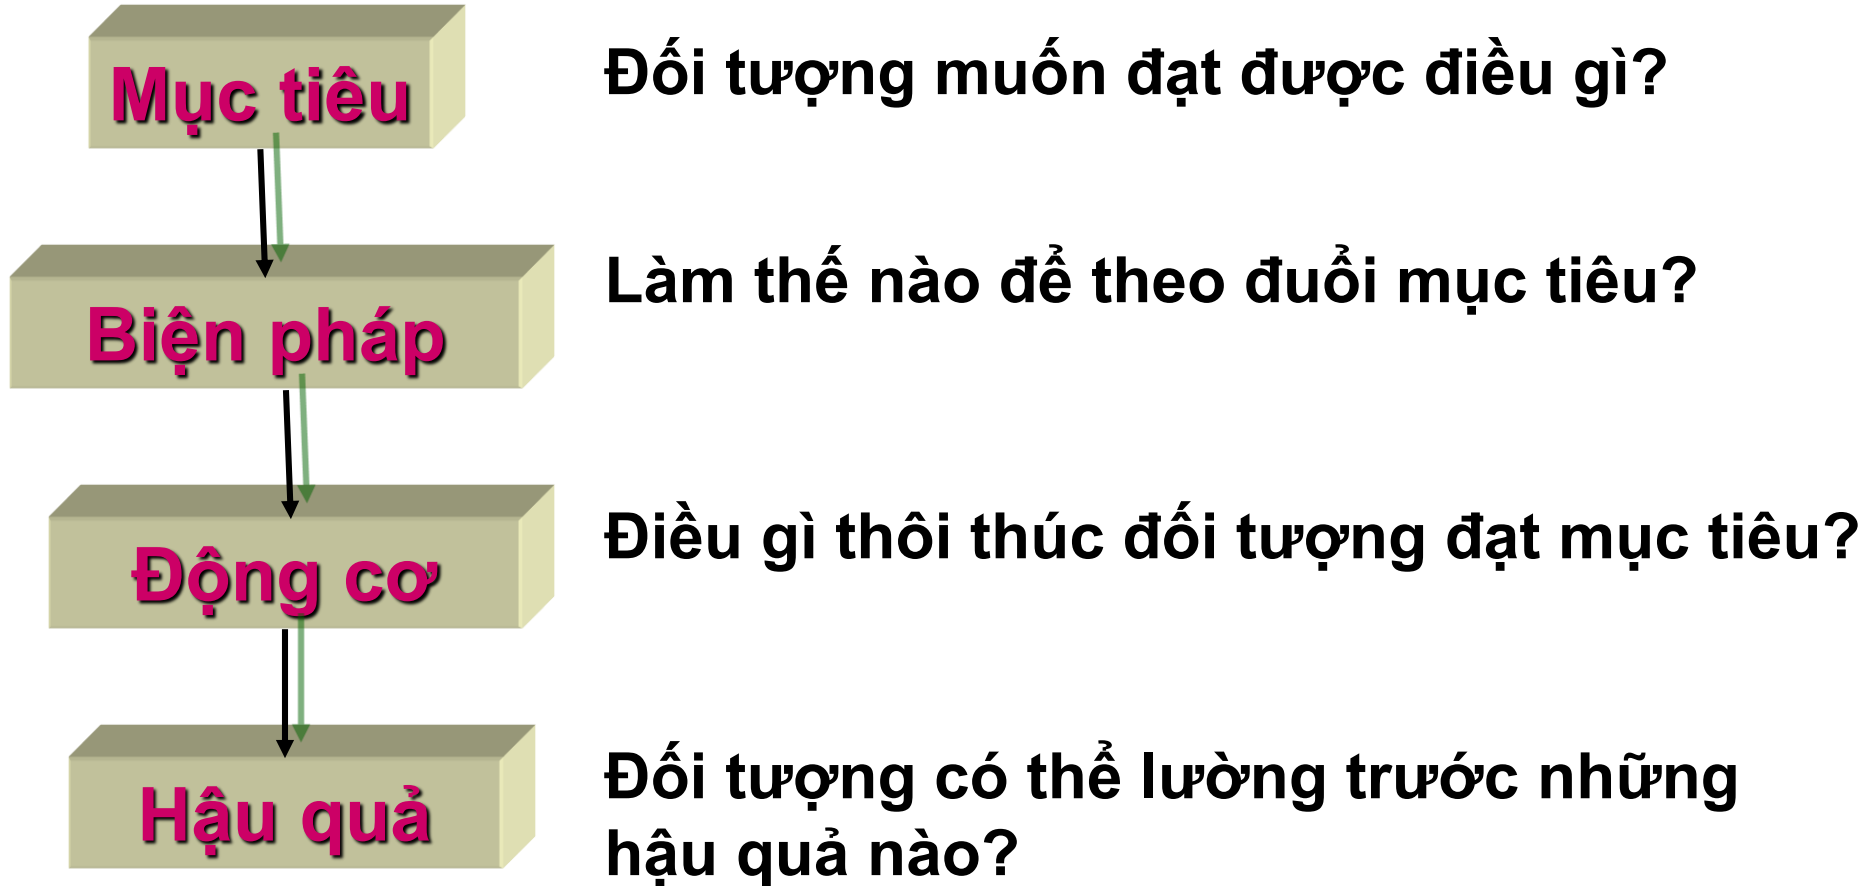 Mục tiêu
Đối tượng muốn đạt được điều gì?
Biện pháp
Làm thế nào để theo đuổi mục tiêu?
Động cơ
Điều gì thôi thúc đối tượng đạt mục tiêu?
Hậu quả
Đối tượng có thể lường trước những
hậu quả nào?